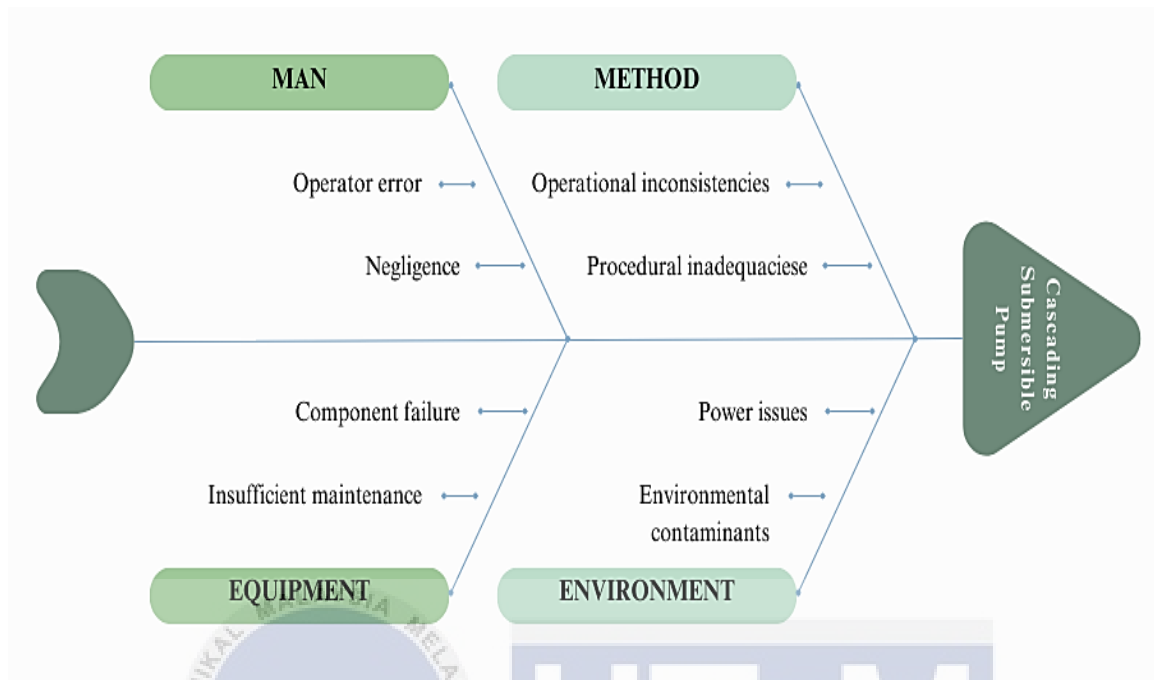 MAN
METHOD
Operator error
Operational inconsistencies
Negligence
Procedural inadequaciese
Cascading
Submersible
Pump
Component failure
Power issues
Insufficient maintenance
Environmental
contaminants
EQUIPMENT
ENVIRONMENT